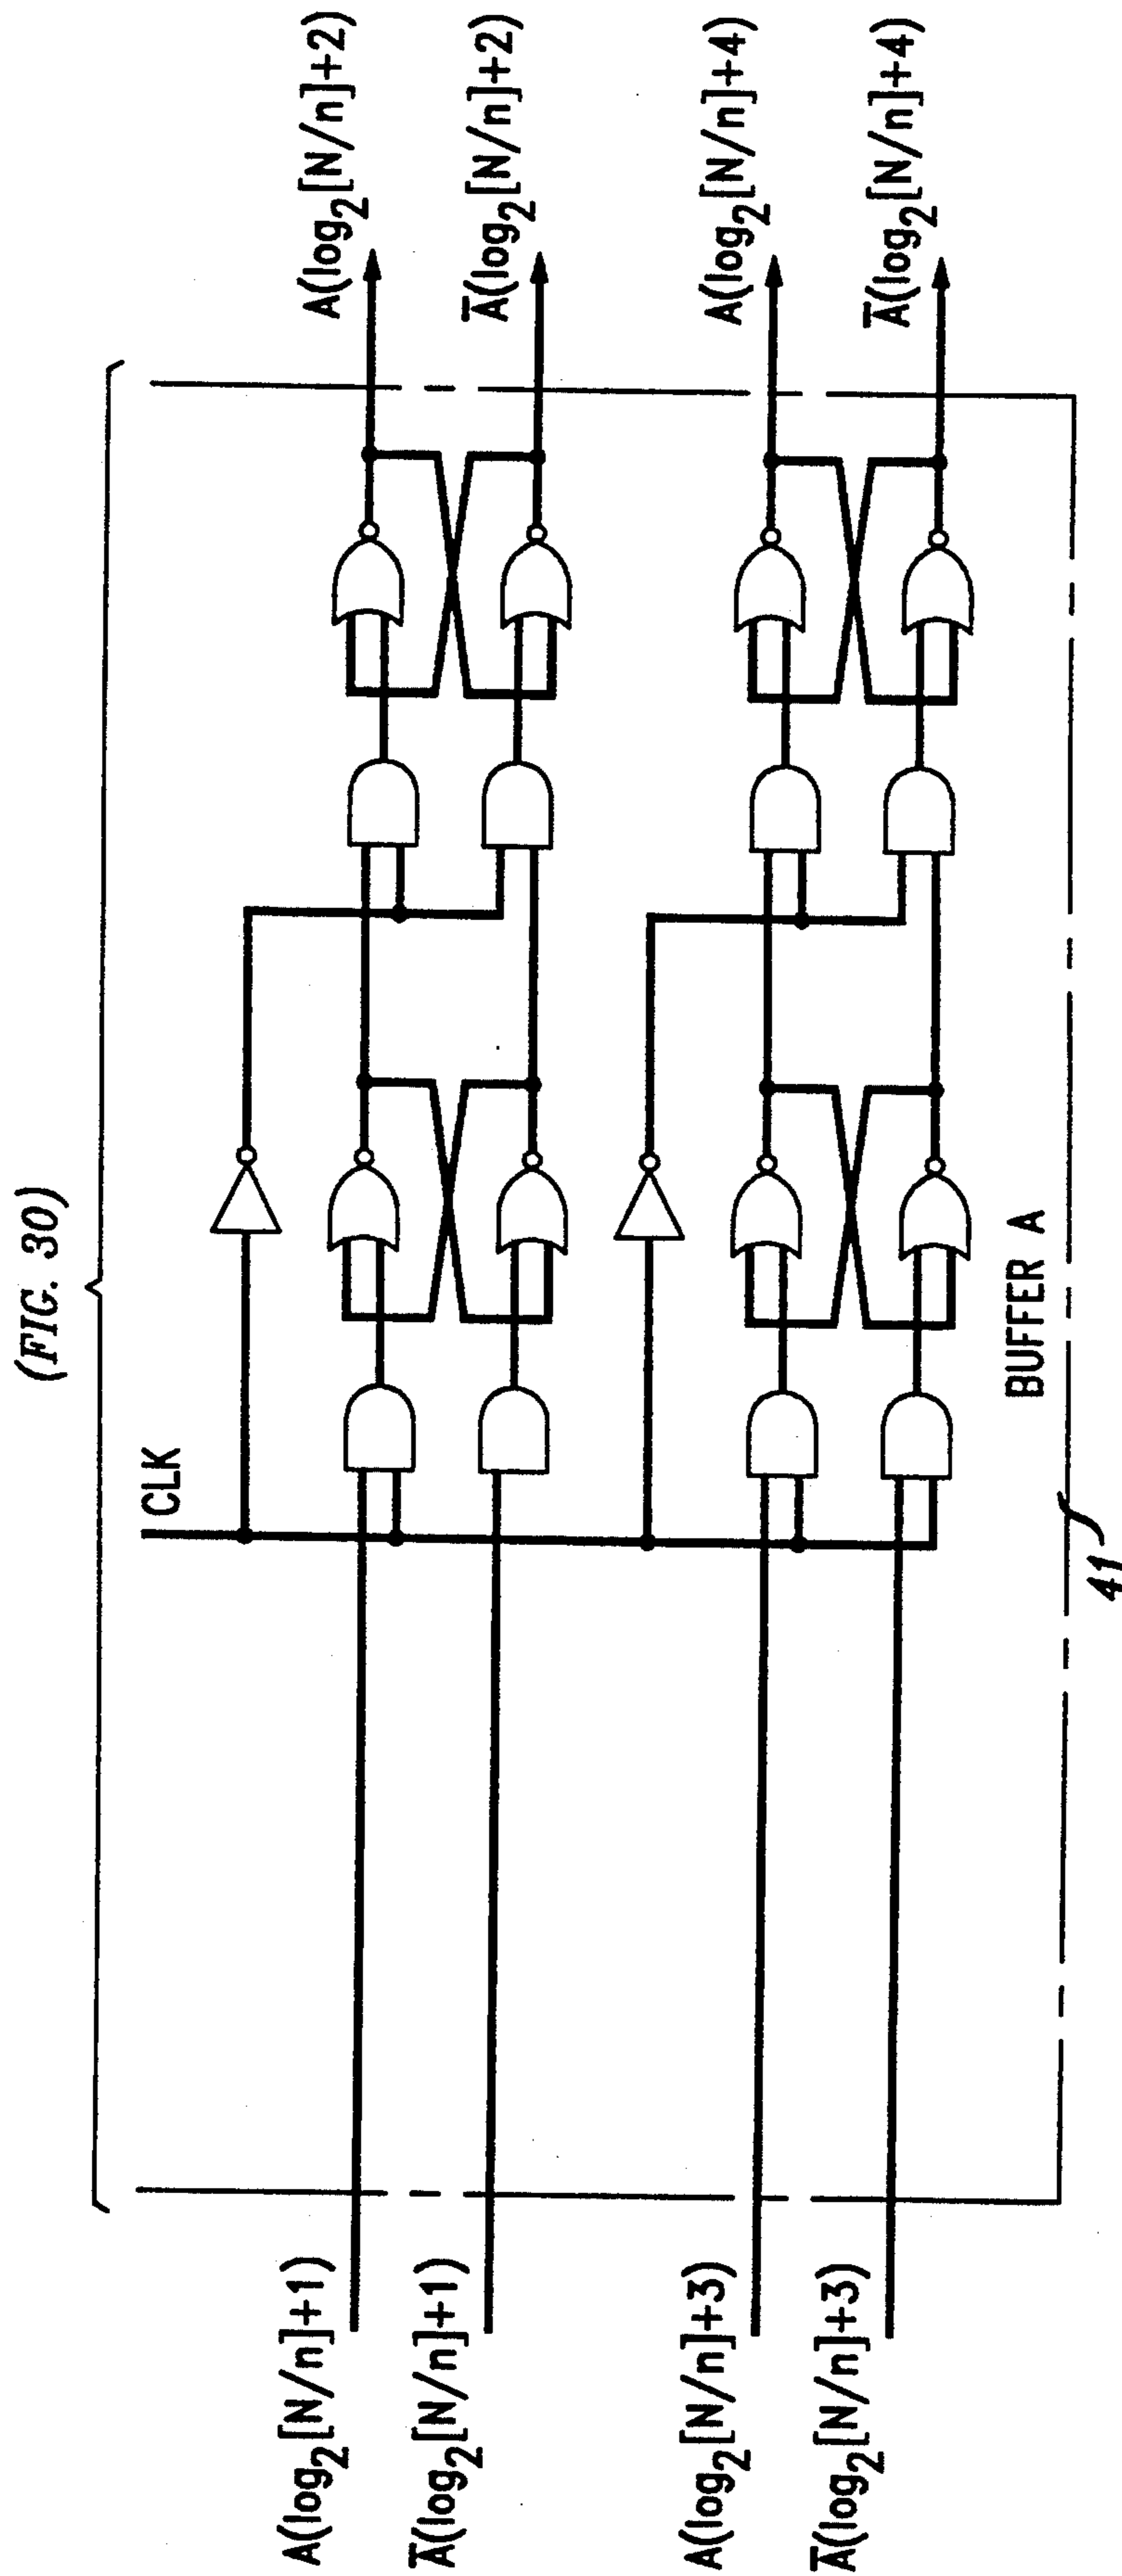 (FIG. 30)
CLK
A(log₂[N/n]+1)
A̅(log₂[N/n]+1)
A(log₂[N/n]+3)
A̅(log₂[N/n]+3)
A(log₂[N/n]+2)
A̅(log₂[N/n]+2)
A(log₂[N/n]+4)
A̅(log₂[N/n]+4)
BUFFER A
41